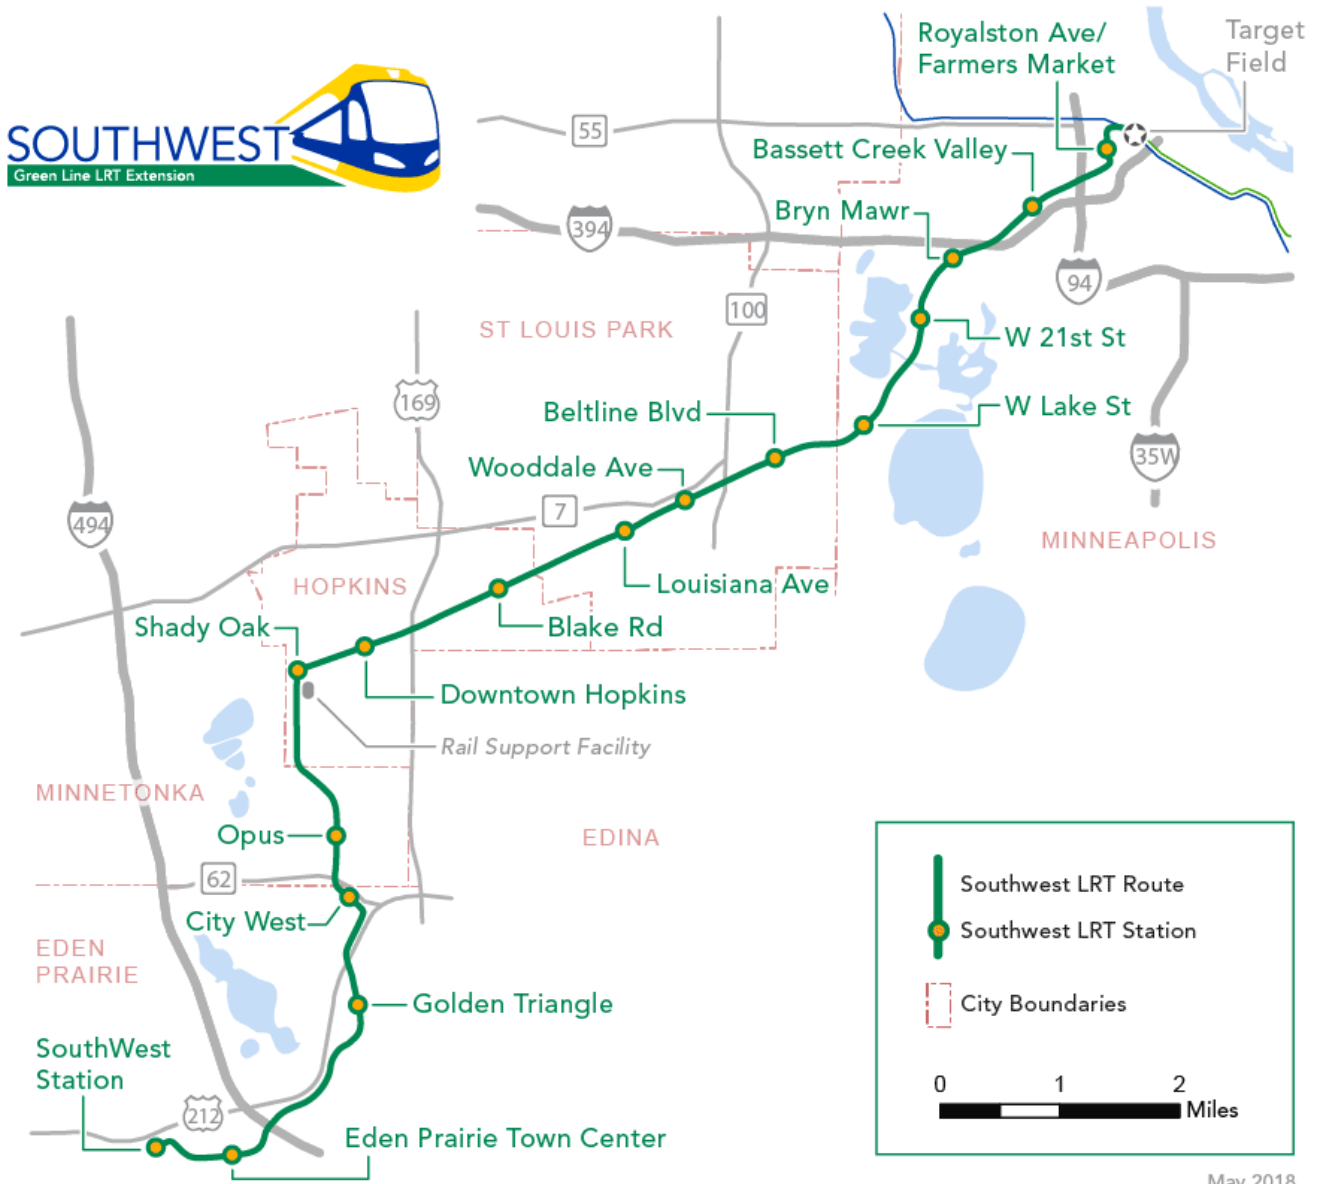 SOUTHWEST
Green Line LRT Extension
Royalston Ave/
Farmers Market
Target
Field
55
Bassett Creek Valley
Bryn Mawr
394
94
100
ST LOUIS PARK
W 21st St
169
Beltline Blvd
W Lake St
Wooddale Ave
35W
7
494
MINNEAPOLIS
HOPKINS
Louisiana Ave
Shady Oak
Blake Rd
Downtown Hopkins
Rail Support Facility
MINNETONKA
Opus
EDINA
62
City West
EDEN
PRAIRIE
Golden Triangle
SouthWest
Station
212
Eden Prairie Town Center
Southwest LRT Route
Southwest LRT Station
City Boundaries
0 1 2
Miles
May 2018